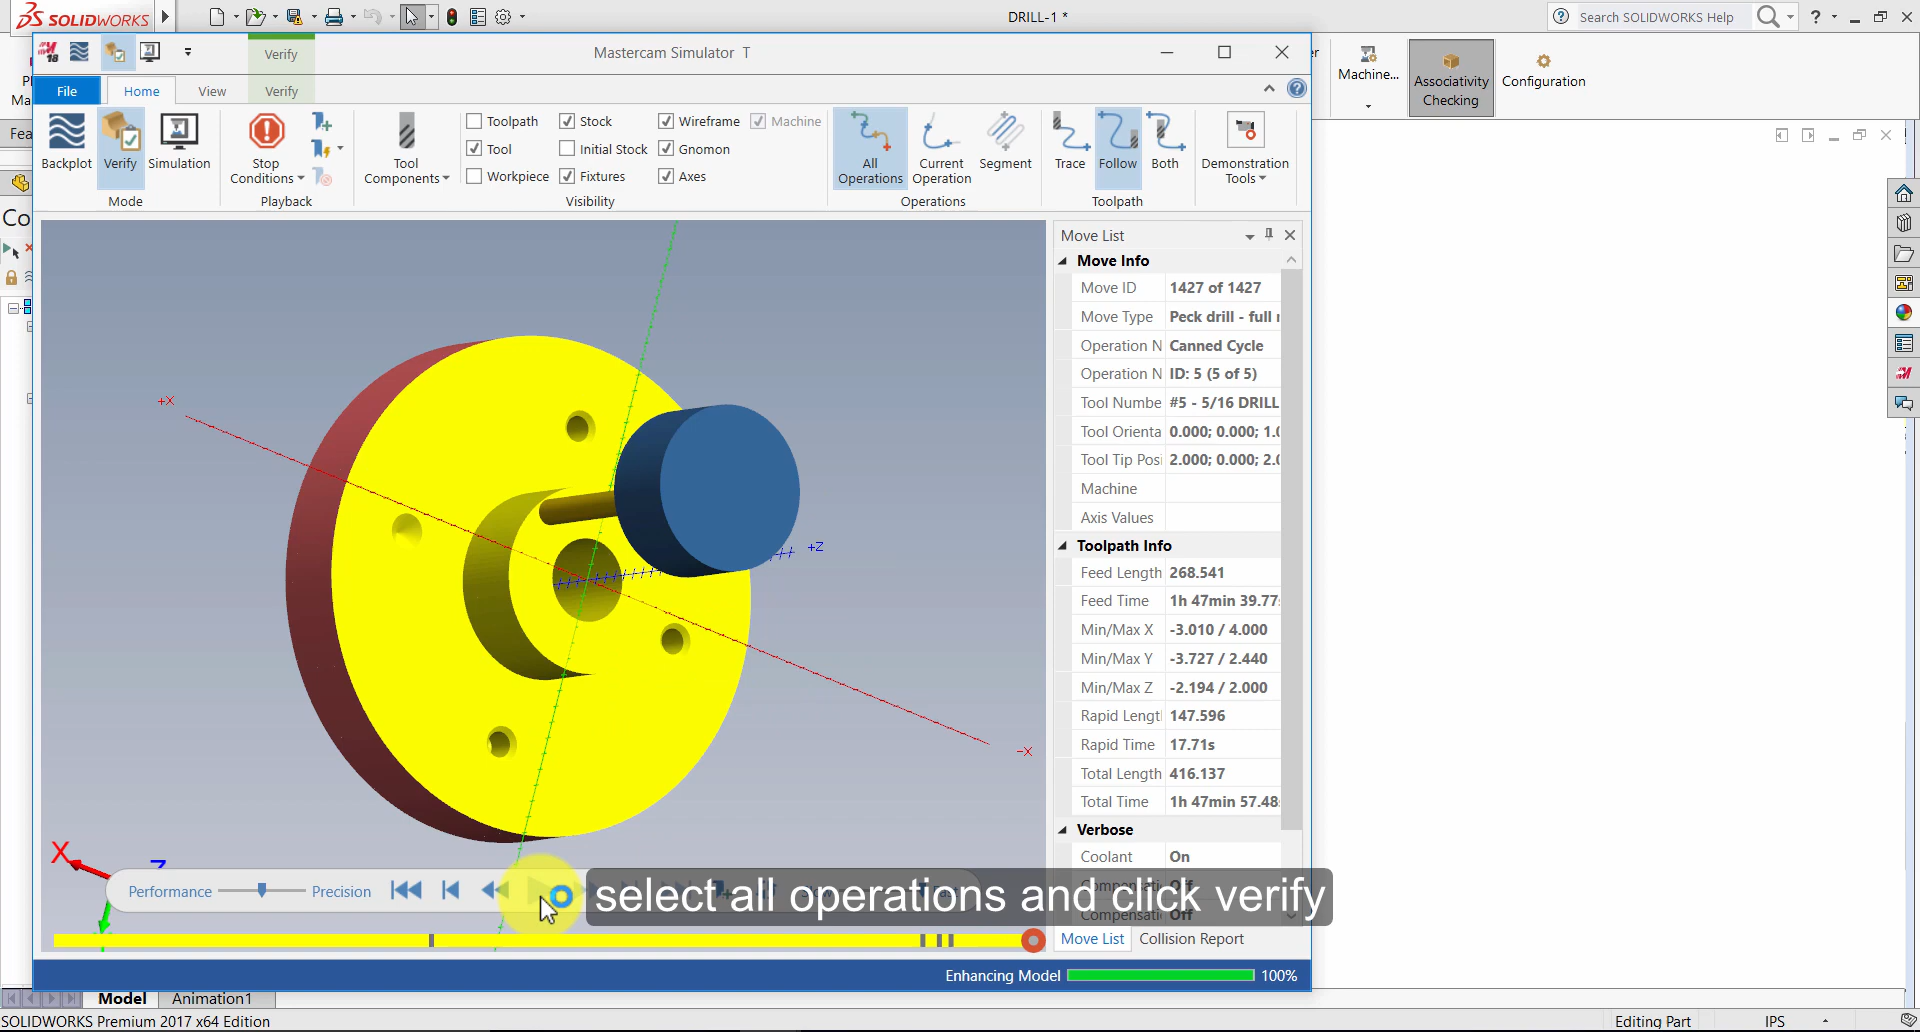 SOLIDWORKS
DRILL-1 *
Search SOLIDWORKS Help
Mastercam Simulator T
Verify
File
Home
View
Verify
Machine...
Associativity
Checking
Configuration
Backplot
Verify
Simulation
Mode
Stop
Conditions
Playback
Tool
Components
Toolpath
Tool
Workpiece
Stock
Initial Stock
Fixtures
Wireframe
Gnomon
Axes
Machine
Visibility
All
Operations
Current
Operation
Segment
Operations
Trace
Follow
Both
Toolpath
Demonstration
Tools
Fea
Co
+X
+Z
-X
X
Z
Move List
Move Info
Move ID 1427 of 1427
Move Type Peck drill - full
Operation N Canned Cycle
Operation N ID: 5 (5 of 5)
Tool Numbe #5 - 5/16 DRILL
Tool Orienta 0.000; 0.000; 1.0
Tool Tip Posi 2.000; 0.000; 2.0
Machine
Axis Values
Toolpath Info
Feed Length 268.541
Feed Time 1h 47min 39.77
Min/Max X -3.010 / 4.000
Min/Max Y -3.727 / 2.440
Min/Max Z -2.194 / 2.000
Rapid Lengt 147.596
Rapid Time 17.71s
Total Length 416.137
Total Time 1h 47min 57.48
Verbose
Coolant On
Compensati Off
Compensati Off
Performance
Precision
select all operations and click verify
Move List
Collision Report
Enhancing Model
100%
Model
Animation1
SOLIDWORKS Premium 2017 x64 Edition
Editing Part
IPS